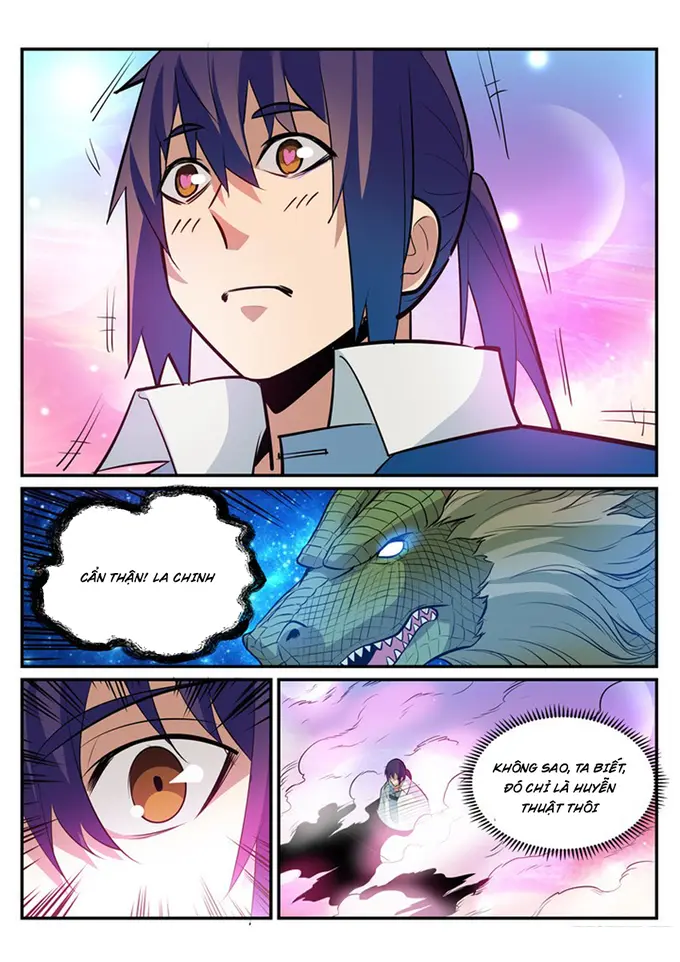 CẨN THẬN! LA CHINH
KHÔNG SAO, TA BIẾT,
ĐÓ CHỈ LÀ HUYỄN
THUẬT THÔI